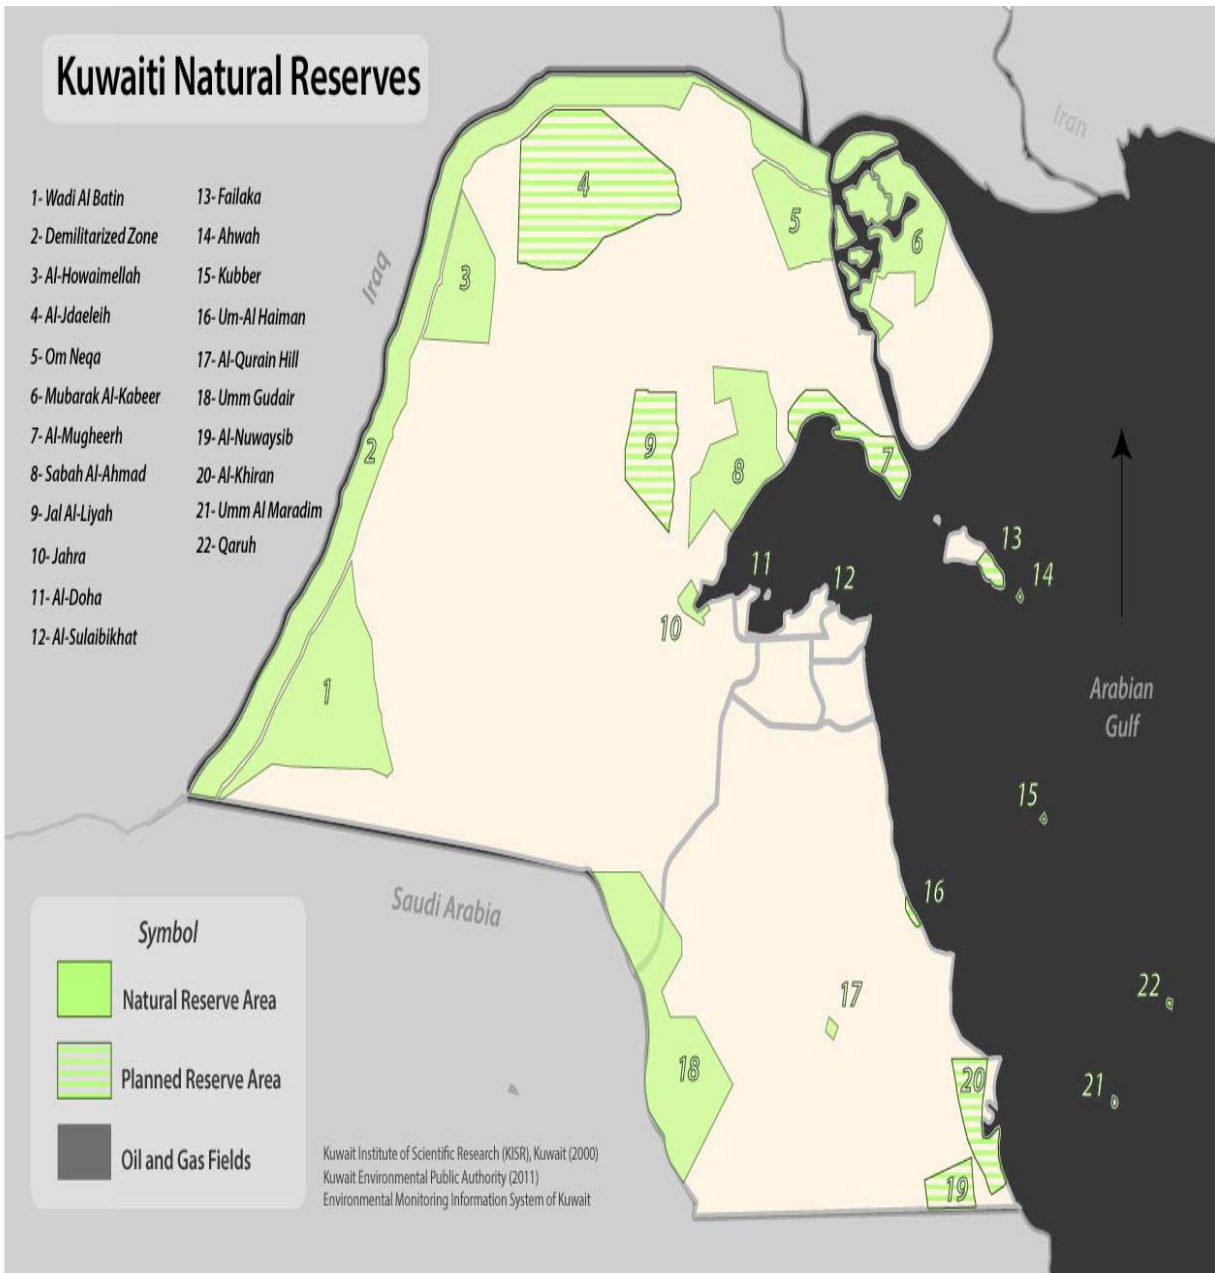 Kuwaiti Natural Reserves
1- Wadi Al Batin
2- Demilitarized Zone
3- Al-Howaimellah
4- Al-Jdaeleih
5- Om Neqa
6- Mubarak Al-Kabeer
7- Al-Mugheerh
8- Sabah Al-Ahmad
9- Jal Al-Liyah
10- Jahra
11- Al-Doha
12- Al-Sulaibikhat
13- Failaka
14- Ahwah
15- Kubber
16- Um-Al Haiman
17- Al-Qurain Hill
18- Umm Gudair
19- Al-Nuwaysib
20- Al-Khiran
21- Umm Al Maradim
22- Qaruh
Iran
Iraq
4
5
6
3
2
9
8
7
13
11
12
14
10
1
Arabian
Gulf
15
Saudi Arabia
16
22
17
18
20
21
19
Symbol
Natural Reserve Area
Planned Reserve Area
Oil and Gas Fields
Kuwait Institute of Scientific Research (KISR), Kuwait (2000)
Kuwait Environmental Public Authority (2011)
Environmental Monitoring Information System of Kuwait